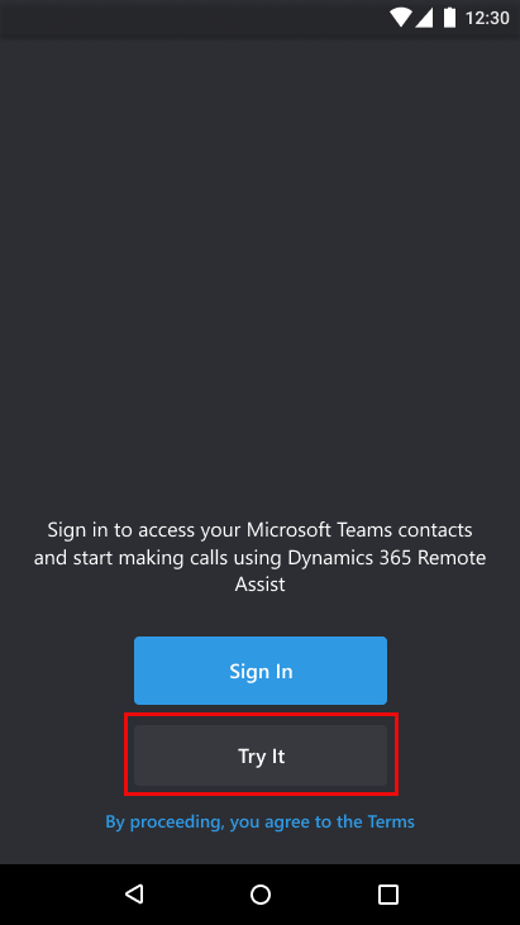 12:30
Sign in to access your Microsoft Teams contacts
and start making calls using Dynamics 365 Remote
Assist
Sign In
Try It
By proceeding, you agree to the Terms